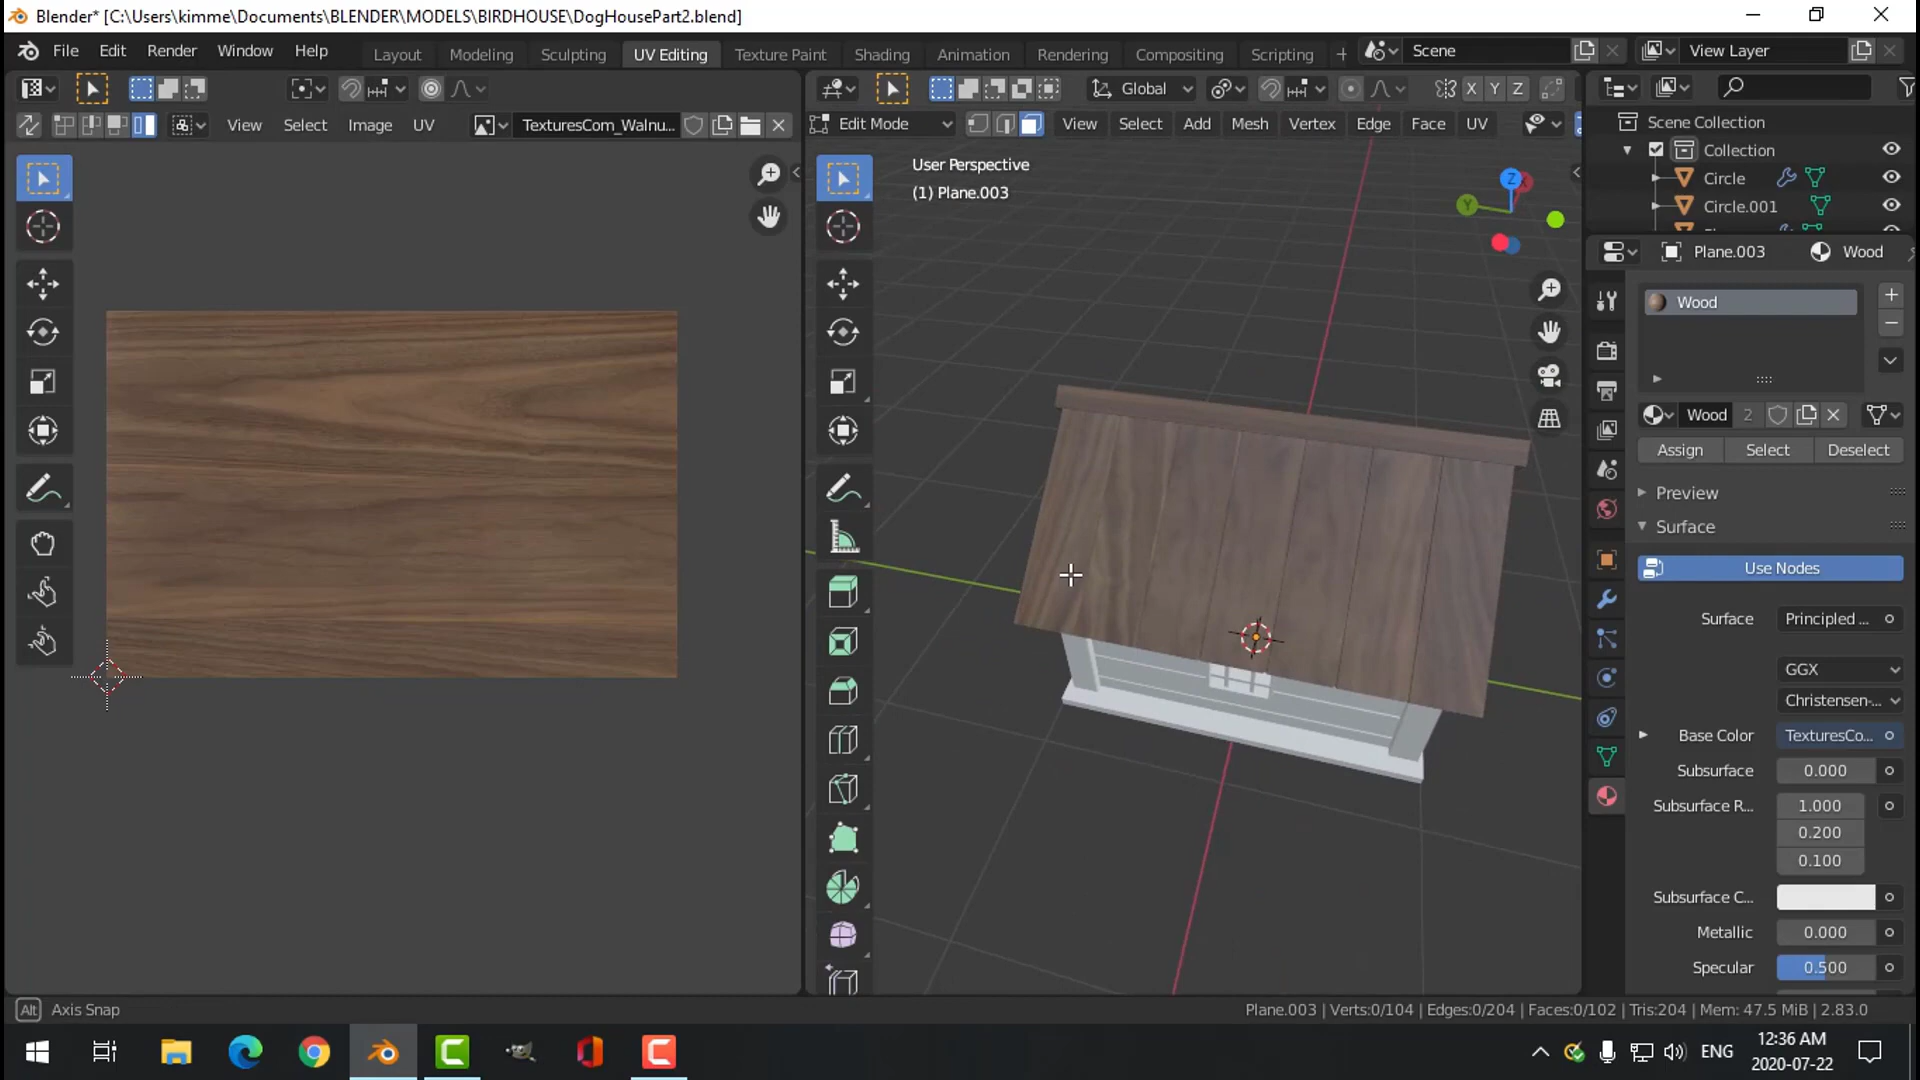 Blender* [C:\Users\kimme\Documents\BLENDER\MODELS\BIRDHOUSE\DogHousePart2.blend]
File Edit Render Window Help Layout Modeling Sculpting UV Editing Texture Paint Shading Animation Rendering Compositing Scripting + Scene View Layer
Global X Y Z
View Select Image UV TexturesCom_Walnu... Edit Mode View Select Add Mesh Vertex Edge Face UV
Scene Collection
Collection
Circle
Circle.001
User Perspective
(1) Plane.003
Z
Y
Plane.003 Wood
Wood
Wood 2
Assign Select Deselect
Preview
Surface
Use Nodes
Surface Principled ...
GGX
Christensen-...
Base Color TexturesCo...
Subsurface 0.000
Subsurface R... 1.000
0.200
0.100
Subsurface C...
Metallic 0.000
Specular 0.500
Alt Axis Snap Plane.003 | Verts:0/104 | Edges:0/204 | Faces:0/102 | Tris:204 | Mem: 47.5 MiB | 2.83.0
ENG 12:36 AM
2020-07-22